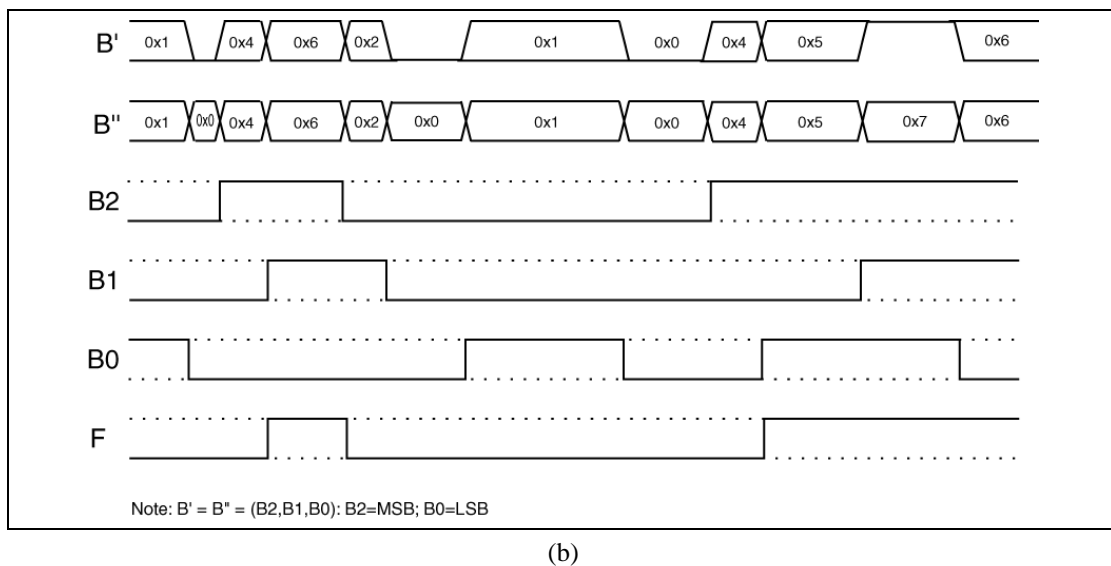 B' 0x1 0x4 0x6 0x2 0x1 0x0 0x4 0x5 0x6
B" 0x1 0x0 0x4 0x6 0x2 0x0 0x1 0x0 0x4 0x5 0x7 0x6
B2
B1
B0
F
Note: B' = B" = (B2,B1,B0): B2=MSB; B0=LSB
(b)